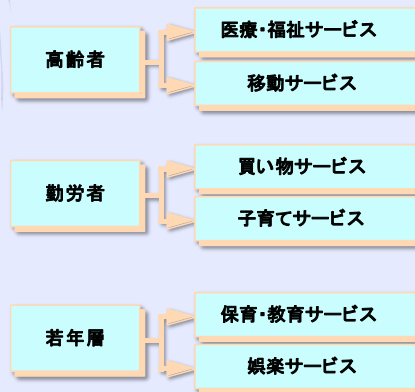 高齢者
医療・福祉サービス
移動サービス
勤労者
買い物サービス
子育てサービス
若年層
保育・教育サービス
娯楽サービス